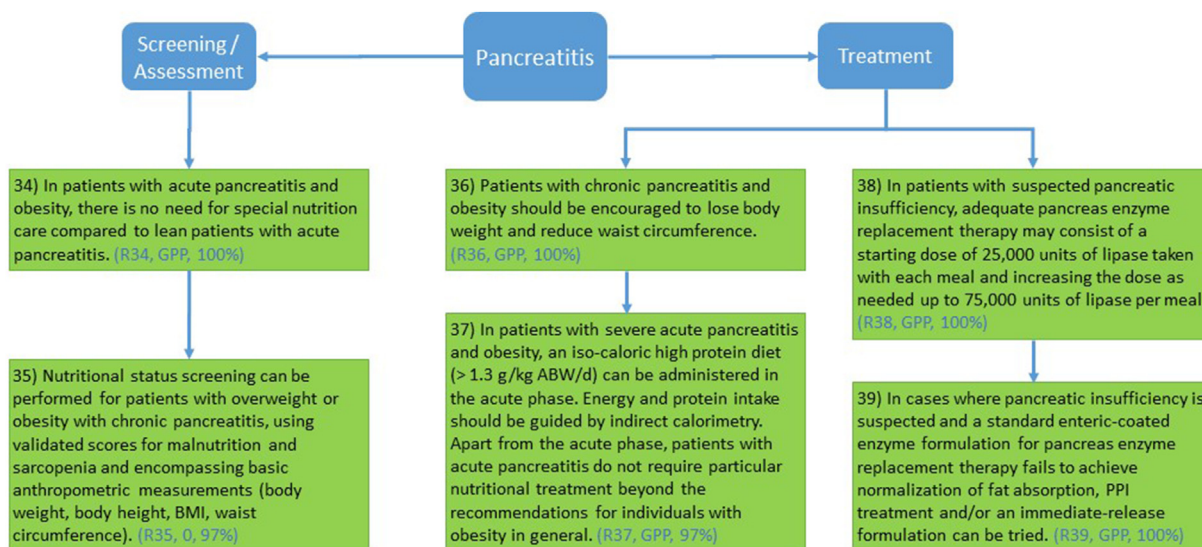 Screening /
Assessment
Pancreatitis
Treatment
34) In patients with acute pancreatitis and
obesity, there is no need for special nutrition
care compared to lean patients with acute
pancreatitis. (R34, GPP, 100%)
35) Nutritional status screening can be
performed for patients with overweight or
obesity with chronic pancreatitis, using
validated scores for malnutrition and
sarcopenia and encompassing basic
anthropometric measurements (body
weight, body height, BMI, waist
circumference). (R35, 0, 97%)
36) Patients with chronic pancreatitis and
obesity should be encouraged to lose body
weight and reduce waist circumference.
(R36, GPP, 100%)
37) In patients with severe acute pancreatitis
and obesity, an iso-caloric high protein diet
(> 1.3 g/kg ABW/d) can be administered in
the acute phase. Energy and protein intake
should be guided by indirect calorimetry.
Apart from the acute phase, patients with
acute pancreatitis do not require particular
nutritional treatment beyond the
recommendations for individuals with
obesity in general. (R37, GPP, 97%)
38) In patients with suspected pancreatic
insufficiency, adequate pancreas enzyme
replacement therapy may consist of a
starting dose of 25,000 units of lipase taken
with each meal and increasing the dose as
needed up to 75,000 units of lipase per meal
(R38, GPP, 100%)
39) In cases where pancreatic insufficiency is
suspected and a standard enteric-coated
enzyme formulation for pancreas enzyme
replacement therapy fails to achieve
normalization of fat absorption, PPI
treatment and/or an immediate-release
formulation can be tried. (R39, GPP, 100%)